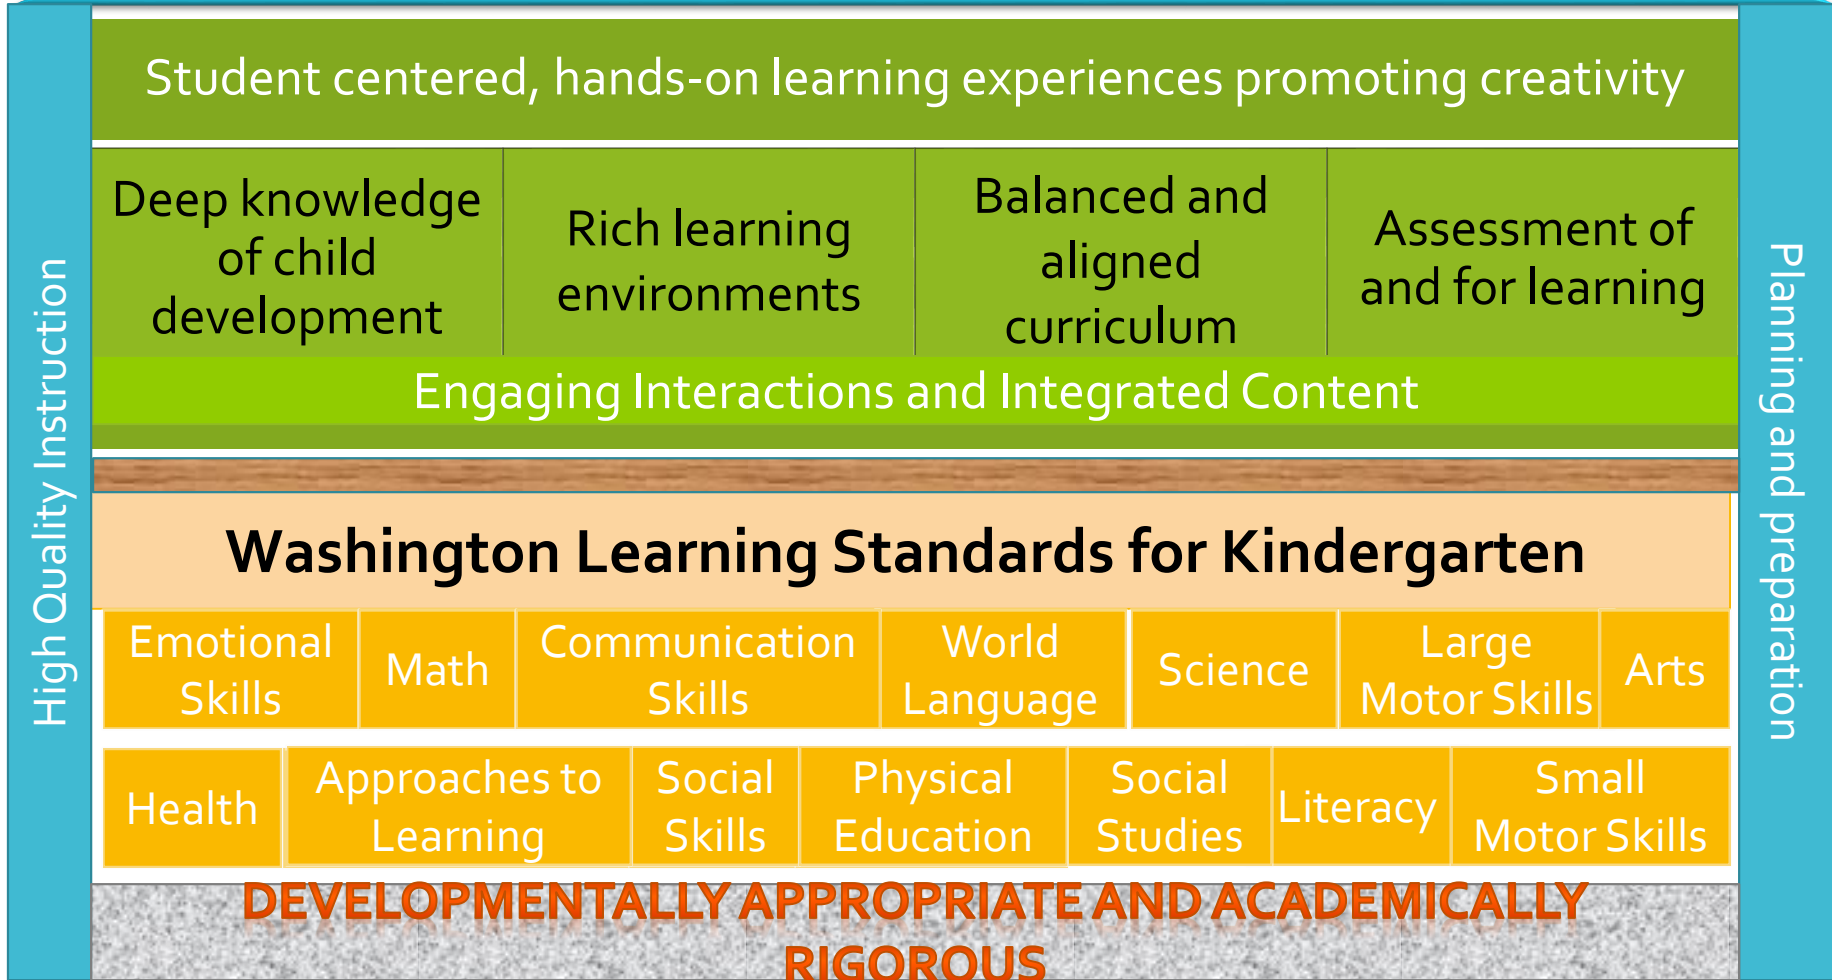 High Quality Instruction
Student centered, hands-on learning experiences promoting creativity
Deep knowledge
of child
development
Rich learning
environments
Balanced and
aligned
curriculum
Assessment of
and for learning
Engaging Interactions and Integrated Content
Washington Learning Standards for Kindergarten
Emotional
Skills
Math
Communication
Skills
World
Language
Science
Large
Motor Skills
Arts
Health
Approaches to
Learning
Social
Skills
Physical
Education
Social
Studies
Literacy
Small
Motor Skills
DEVELOPMENTALLY APPROPRIATE AND ACADEMICALLY
RIGOROUS
Planning and preparation